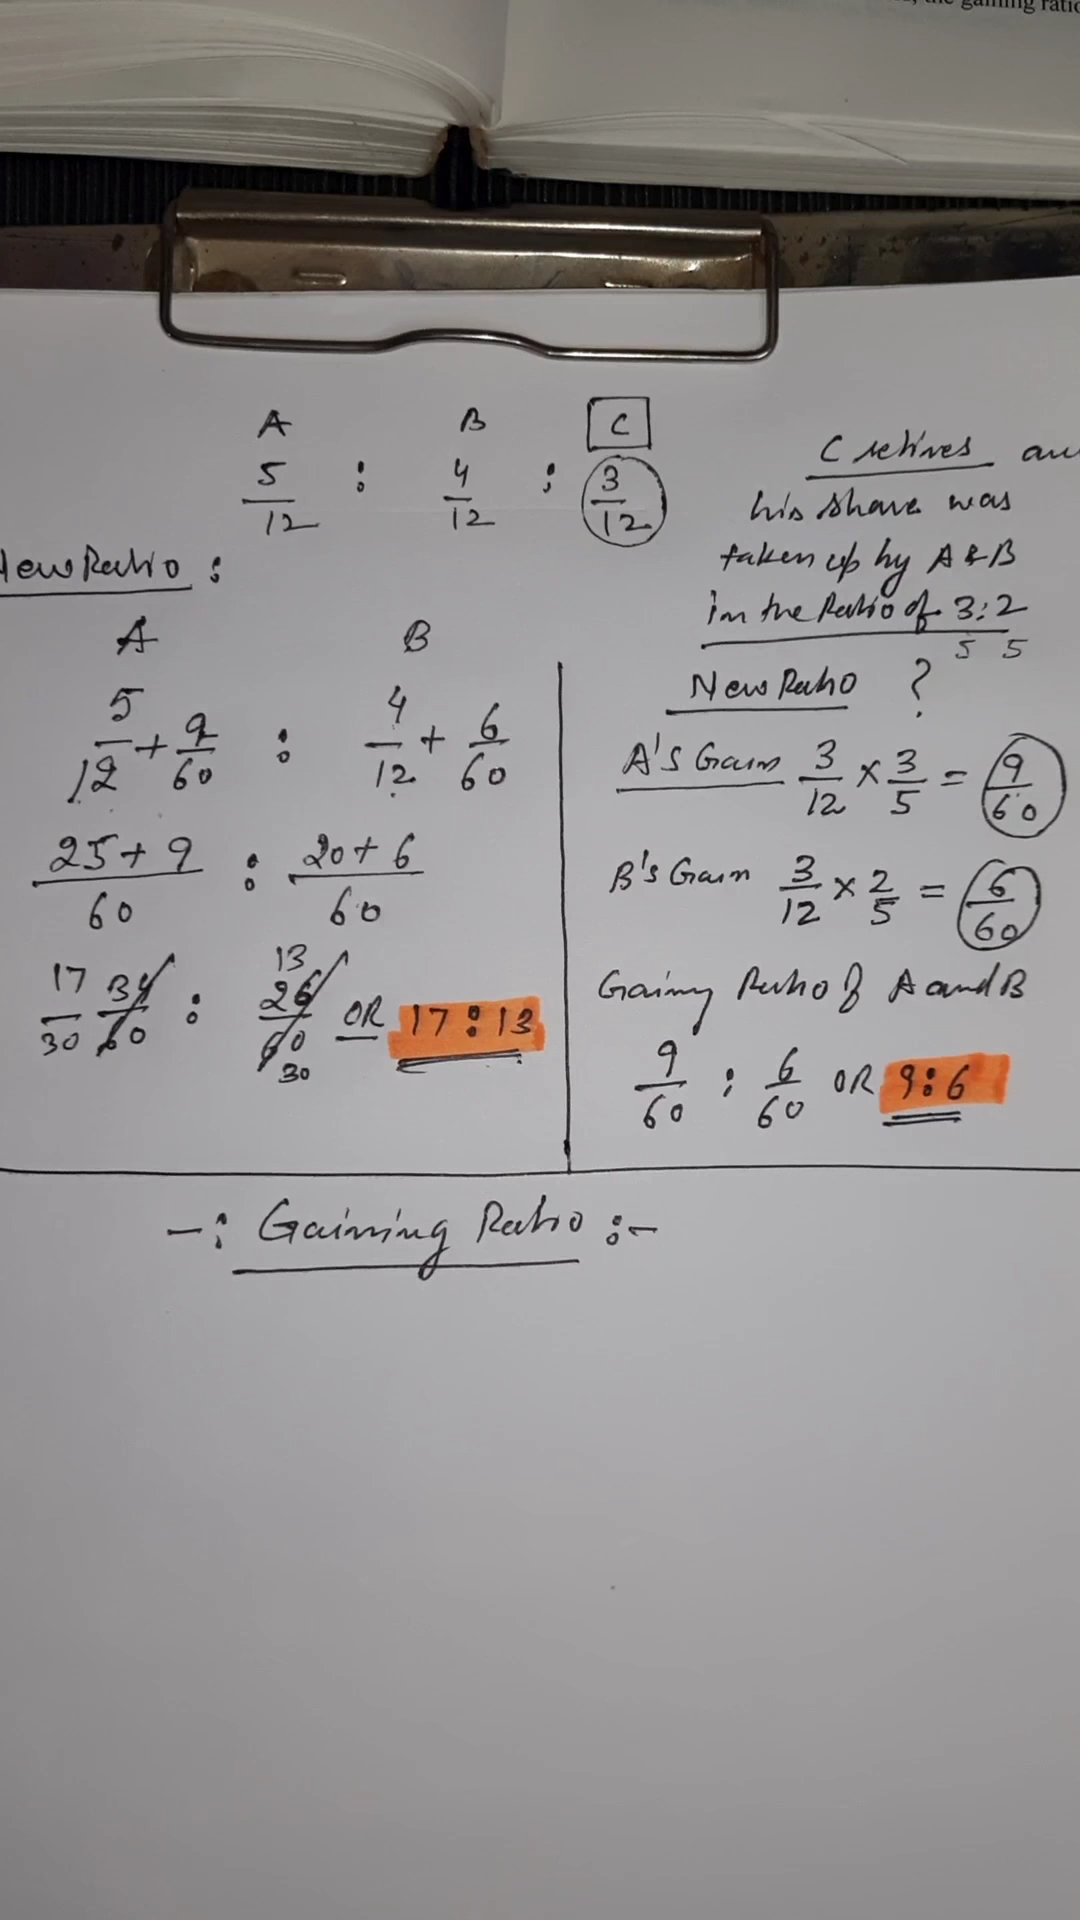 the gaining ratio
A B C
5/12 : 4/12 : 3/12
C retires
his share was
taken up by A & B
in the Ratio of 3:2
5 5
New Ratio ?
A's Gain 3/12 × 3/5 = 9/60
B's Gain 3/12 × 2/5 = 6/60
Gaining Ratio of A and B
9/60 : 6/60 OR 9:6
New Ratio :
A B
5/12 + 9/60 : 4/12 + 6/60
25+9/60 : 20+6/60
17/30 34/60 : 13 26/60 30 OR 17:13
-: Gaining Ratio :-